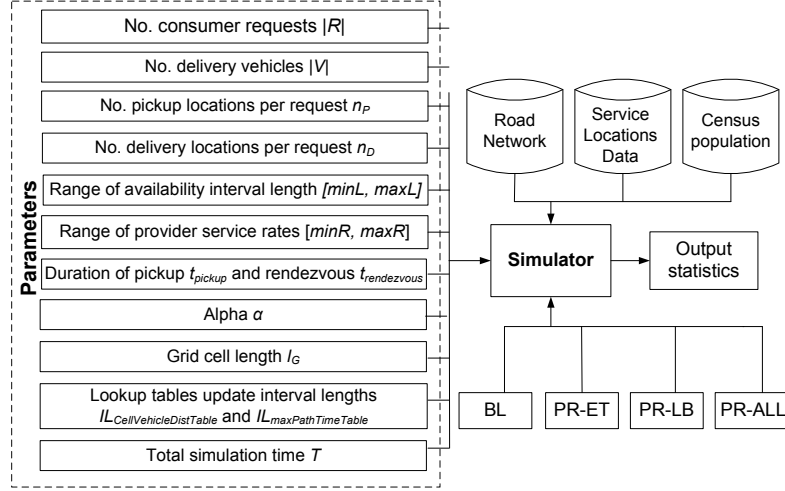 Parameters
No. consumer requests |R|
No. delivery vehicles |V|
No. pickup locations per request nP
No. delivery locations per request nD
Range of availability interval length [minL, maxL]
Range of provider service rates [minR, maxR]
Duration of pickup tpickup and rendezvous trendezvous
Alpha α
Grid cell length lG
Lookup tables update interval lengths
ILCellVehicleDistTable and ILmaxPathTimeTable
Total simulation time T
Road
Network
Service
Locations
Data
Census
population
Simulator
Output
statistics
BL
PR-ET
PR-LB
PR-ALL